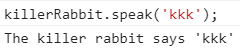 killerRabbit.speak('kkk');
The killer rabbit says 'kkk'